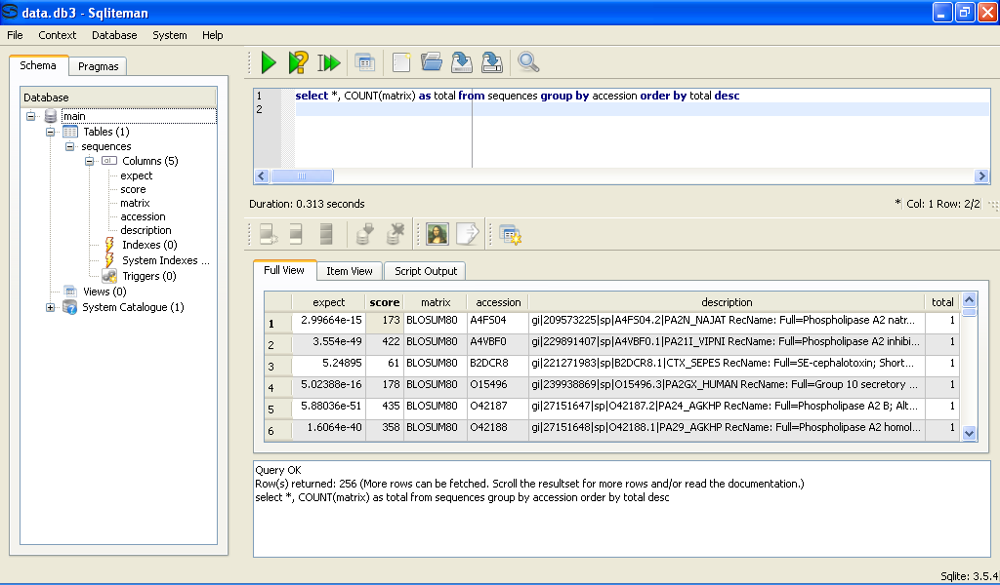 data.db3 - Sqliteman
File Context Database System Help
Schema Pragmas
Database
main
Tables (1)
sequences
Columns (5)
expect
score
matrix
accession
description
Indexes (0)
System Indexes ...
Triggers (0)
Views (0)
System Catalogue (1)
1 select *, COUNT(matrix) as total from sequences group by accession order by total desc
2
Duration: 0.313 seconds * Col: 1 Row: 2/2
Full View Item View Script Output
expect score matrix accession description total
1 2.99664e-15 173 BLOSUM80 A4FS04 gi|209573225|sp|A4FS04.2|PA2N_NAJAT RecName: Full=Phospholipase A2 natr... 1
2 3.554e-49 422 BLOSUM80 A4VBF0 gi|229891407|sp|A4VBF0.1|PA21I_VIPNI RecName: Full=Phospholipase A2 inhibi... 1
3 5.24895 61 BLOSUM80 B2DCR8 gi|221271983|sp|B2DCR8.1|CTX_SEPES RecName: Full=SE-cephalotoxin; Short... 1
4 5.02388e-16 178 BLOSUM80 O15496 gi|239938869|sp|O15496.3|PA2GX_HUMAN RecName: Full=Group 10 secretory ... 1
5 5.88036e-51 435 BLOSUM80 O42187 gi|27151647|sp|O42187.2|PA24_AGKHP RecName: Full=Phospholipase A2 B; Alt... 1
6 1.6064e-40 358 BLOSUM80 O42188 gi|27151648|sp|O42188.1|PA29_AGKHP RecName: Full=Phospholipase A2 homol... 1
Query OK
Row(s) returned: 256 (More rows can be fetched. Scroll the resultset for more rows and/or read the documentation.)
select *, COUNT(matrix) as total from sequences group by accession order by total desc
Sqlite: 3.5.4